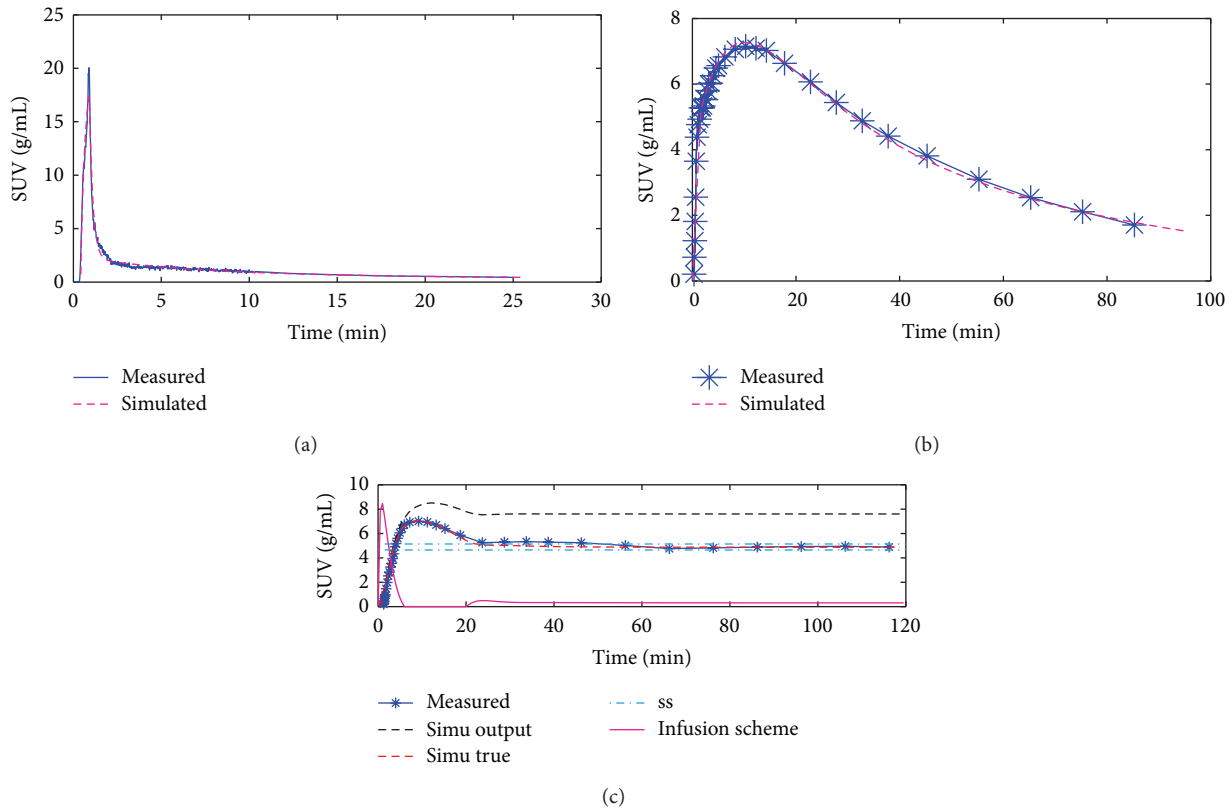 25
20
15
10
5
0
SUV (g/mL)
0 5 10 15 20 25 30
Time (min)
Measured
Simulated
(a)
8
6
4
2
0
SUV (g/mL)
0 20 40 60 80 100
Time (min)
Measured
Simulated
(b)
10
8
6
4
2
0
SUV (g/mL)
0 20 40 60 80 100 120
Time (min)
Measured
Simu output
Simu true
ss
Infusion scheme
(c)